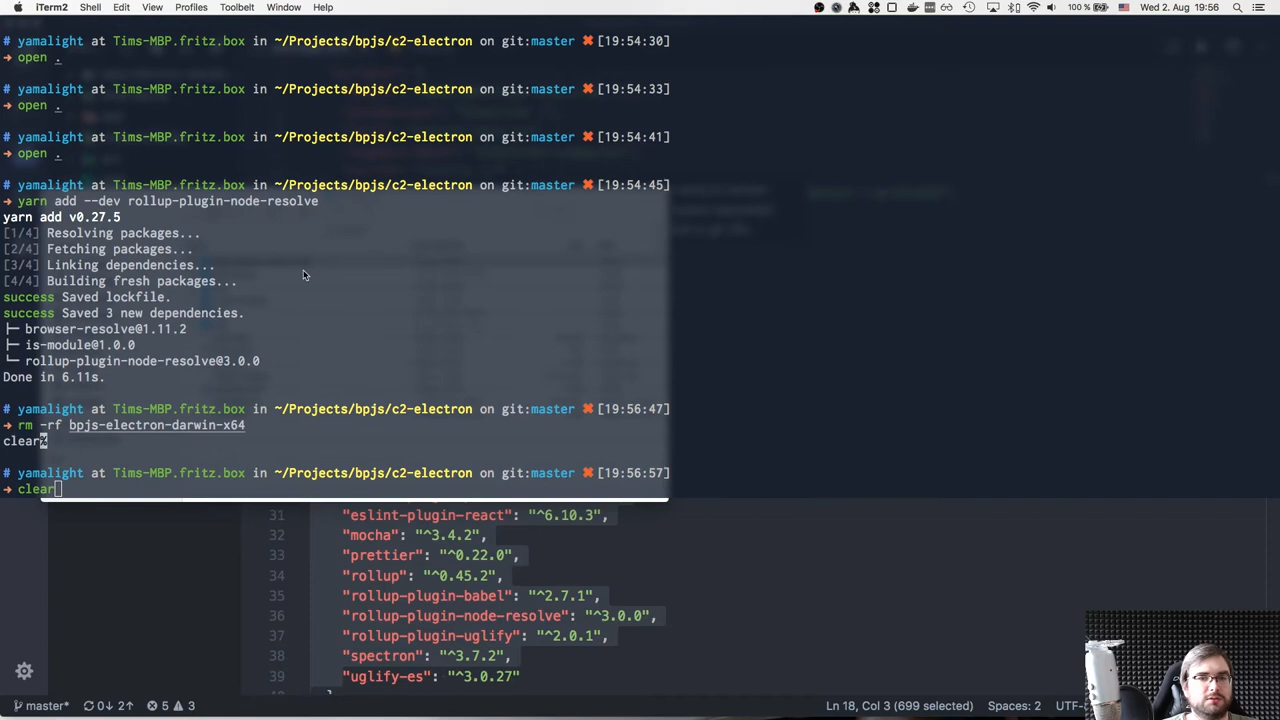 iTerm2 Shell Edit View Profiles Toolbelt Window Help 100 % Wed 2. Aug 19:56
# yamalight at Tims-MBP.fritz.box in ~/Projects/bpjs/c2-electron on git:master ✖ [19:54:30]
→ open .
# yamalight at Tims-MBP.fritz.box in ~/Projects/bpjs/c2-electron on git:master ✖ [19:54:33]
→ open .
# yamalight at Tims-MBP.fritz.box in ~/Projects/bpjs/c2-electron on git:master ✖ [19:54:41]
→ open .
# yamalight at Tims-MBP.fritz.box in ~/Projects/bpjs/c2-electron on git:master ✖ [19:54:45]
→ yarn add --dev rollup-plugin-node-resolve
yarn add v0.27.5
[1/4] Resolving packages...
[2/4] Fetching packages...
[3/4] Linking dependencies...
[4/4] Building fresh packages...
success Saved lockfile.
success Saved 3 new dependencies.
├─ browser-resolve@1.11.2
├─ is-module@1.0.0
└─ rollup-plugin-node-resolve@3.0.0
Done in 6.11s.
# yamalight at Tims-MBP.fritz.box in ~/Projects/bpjs/c2-electron on git:master ✖ [19:56:47]
→ rm -rf bpjs-electron-darwin-x64
clear%
# yamalight at Tims-MBP.fritz.box in ~/Projects/bpjs/c2-electron on git:master ✖ [19:56:57]
→ clear
31 "eslint-plugin-react": "^6.10.3",
32 "mocha": "^3.4.2",
33 "prettier": "^0.22.0",
34 "rollup": "^0.45.2",
35 "rollup-plugin-babel": "^2.7.1",
36 "rollup-plugin-node-resolve": "^3.0.0",
37 "rollup-plugin-uglify": "^2.0.1",
38 "spectron": "^3.7.2",
39 "uglify-es": "^3.0.27"
master* 0↓ 2↑ 5 3 Ln 18, Col 3 (699 selected) Spaces: 2 UTF-